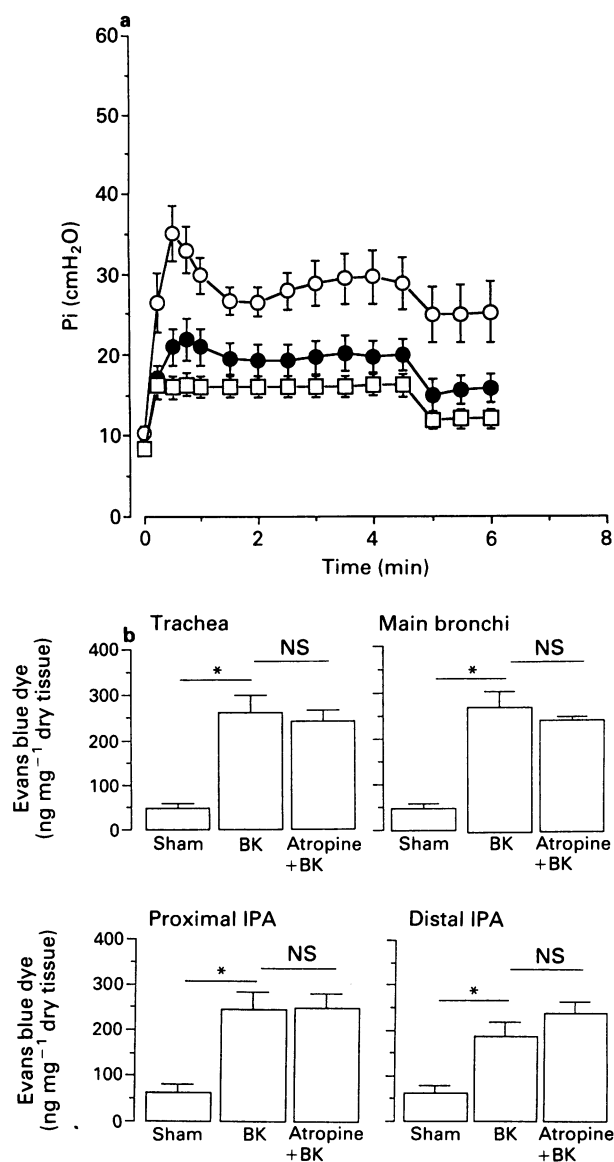 a
60
50
40
30
20
10
0
Pi (cmH₂O)
0 2 4 6 8
Time (min)
b
Trachea
Main bronchi
Evans blue dye
(ng mg⁻¹ dry tissue)
400
300
200
100
0
* NS
* NS
Sham BK Atropine
+BK
Sham BK Atropine
+BK
Proximal IPA
Distal IPA
Evans blue dye
(ng mg⁻¹ dry tissue)
400
300
200
100
0
* NS
* NS
Sham BK Atropine
+BK
Sham BK Atropine
+BK